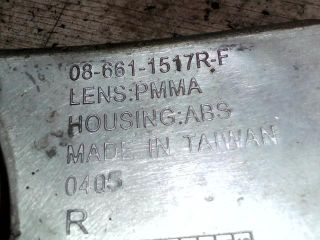 08-661-1517R-F
LENS:PMMA
HOUSING:ABS
MADE IN TAIWAN
0405
R